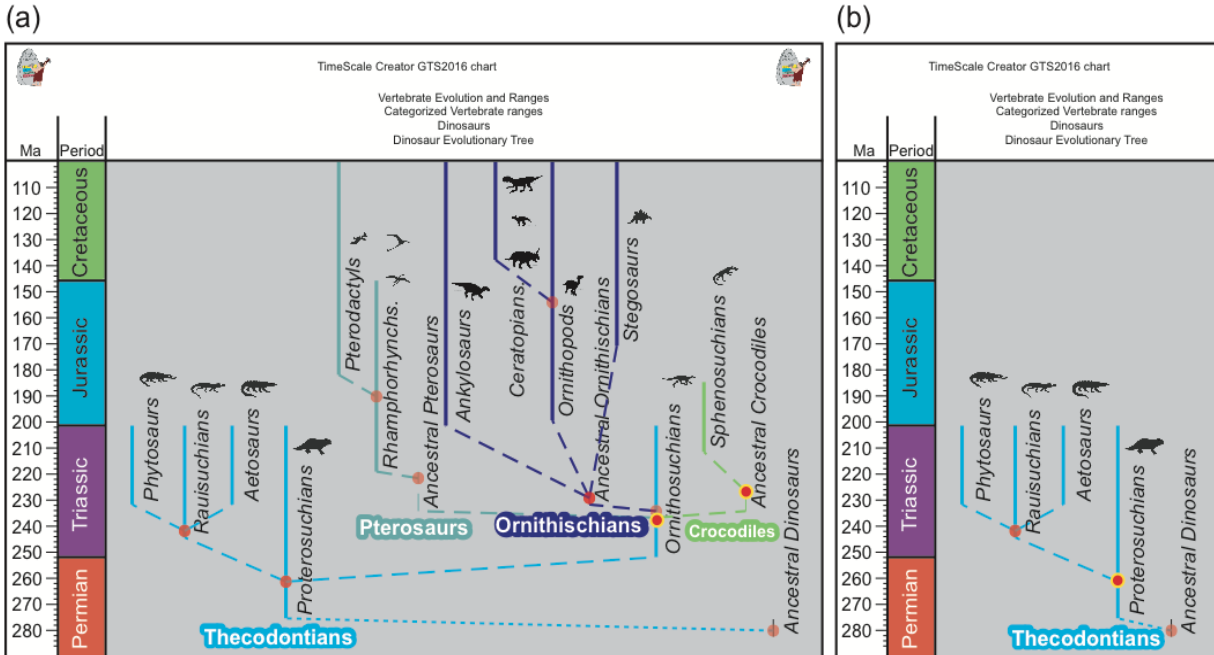 (a)
TimeScale Creator GTS2016 chart
Vertebrate Evolution and Ranges
Categorized Vertebrate ranges
Dinosaurs
Dinosaur Evolutionary Tree
Ma
Period
110
120
130
140
150
160
170
180
190
200
210
220
230
240
250
260
270
280
Cretaceous
Jurassic
Triassic
Permian
Phytosaurs
Rauisuchians
Aetosaurs
Proterosuchians
Pterodactyls
Rhamphorhynchs.
Ancestral Pterosaurs
Ankylosaurs
Ceratopians.
Ornithopods
Ancestral Ornithischians
Stegosaurs
Ornithosuchians
Sphenosuchians
Ancestral Crocodiles
Ancestral Dinosaurs
Pterosaurs
Ornithischians
Crocodiles
Thecodontians
(b)
TimeScale Creator GTS2016 chart
Vertebrate Evolution and Ranges
Categorized Vertebrate ranges
Dinosaurs
Dinosaur Evolutionary Tree
Ma
Period
110
120
130
140
150
160
170
180
190
200
210
220
230
240
250
260
270
280
Cretaceous
Jurassic
Triassic
Permian
Phytosaurs
Rauisuchians
Aetosaurs
Proterosuchians
Ancestral Dinosaurs
Thecodontians